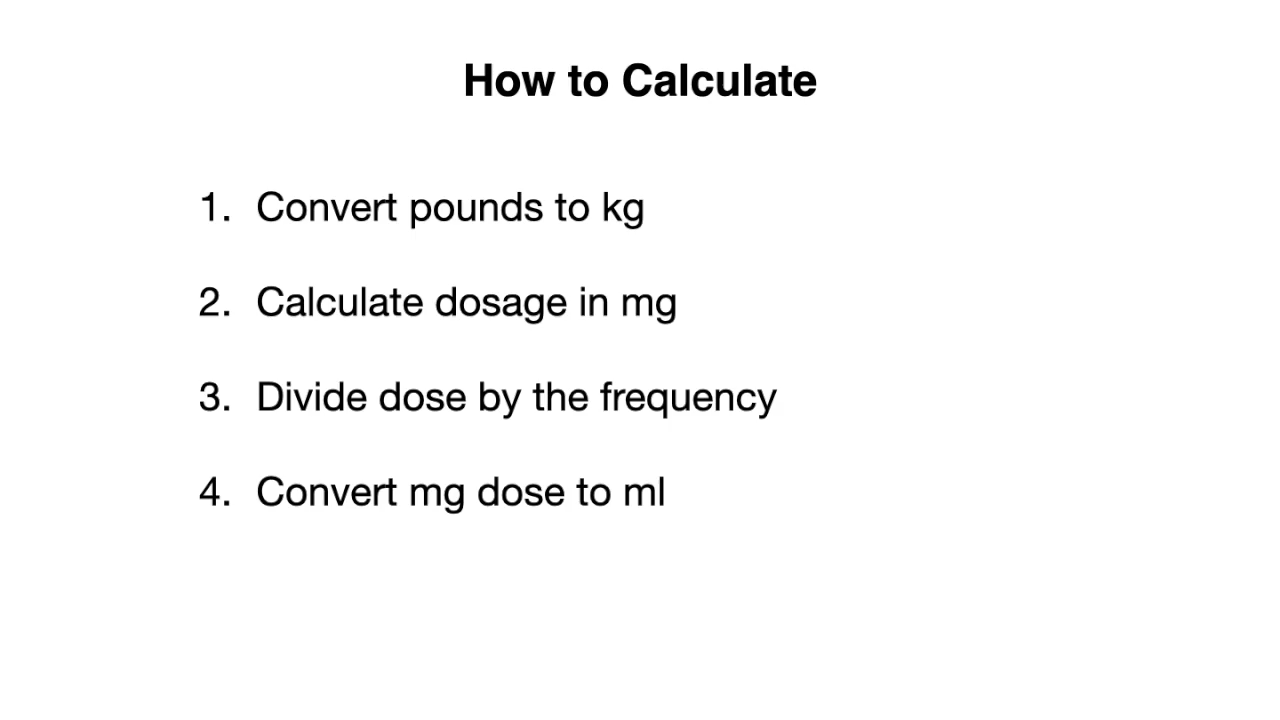 How to Calculate
1. Convert pounds to kg
2. Calculate dosage in mg
3. Divide dose by the frequency
4. Convert mg dose to ml